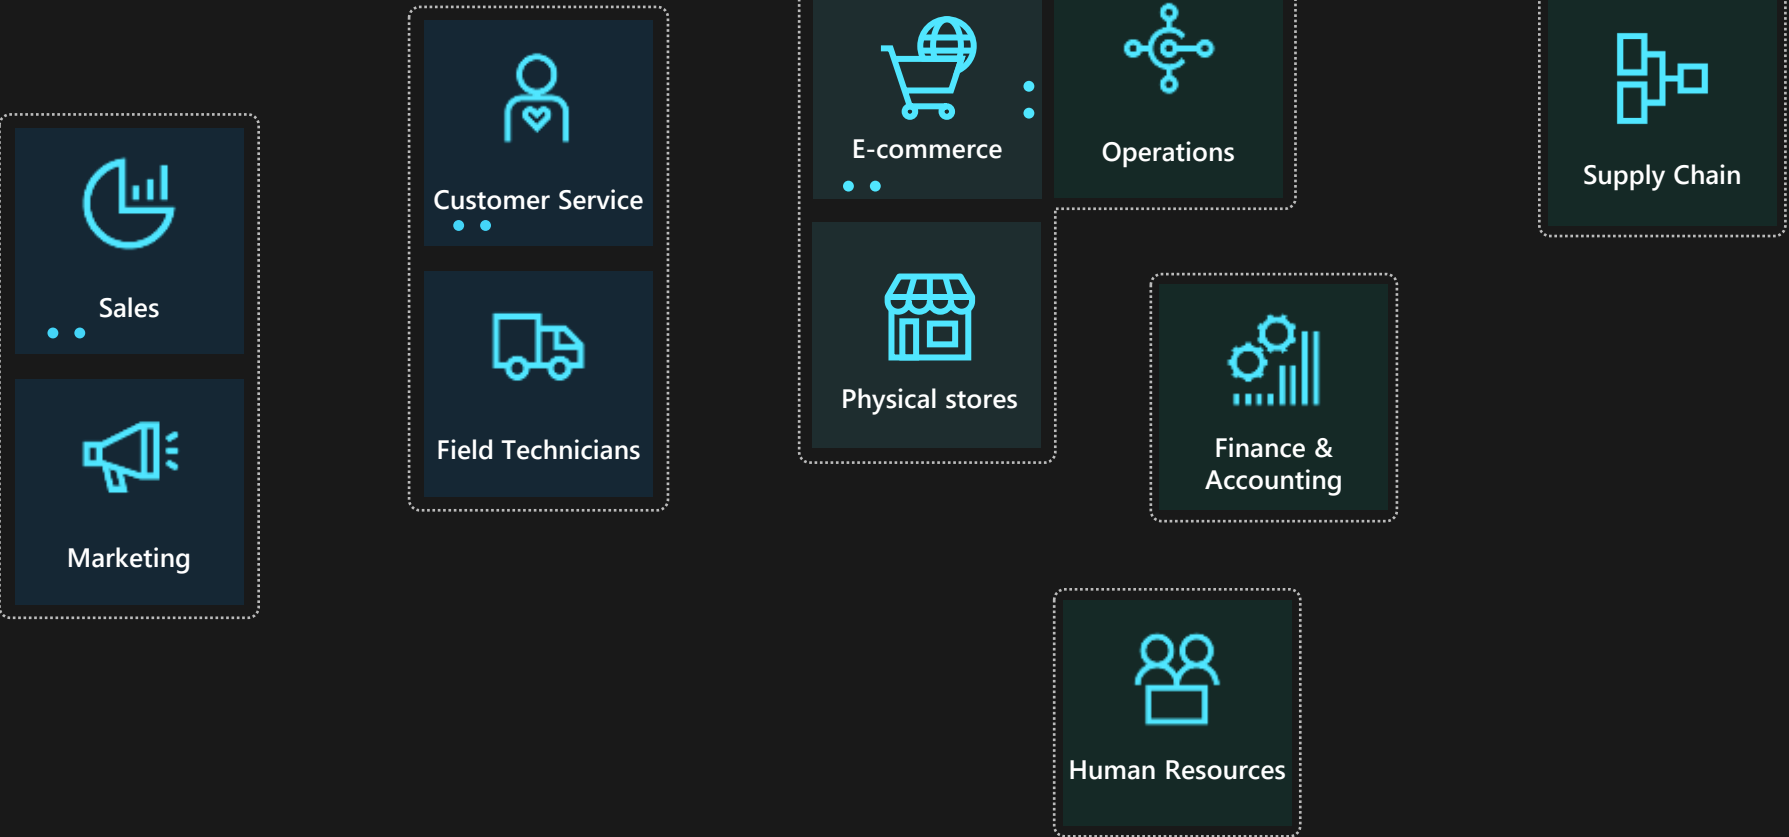 Sales
Marketing
Customer Service
Field Technicians
E-commerce
Operations
Physical stores
Finance &
Accounting
Human Resources
Supply Chain